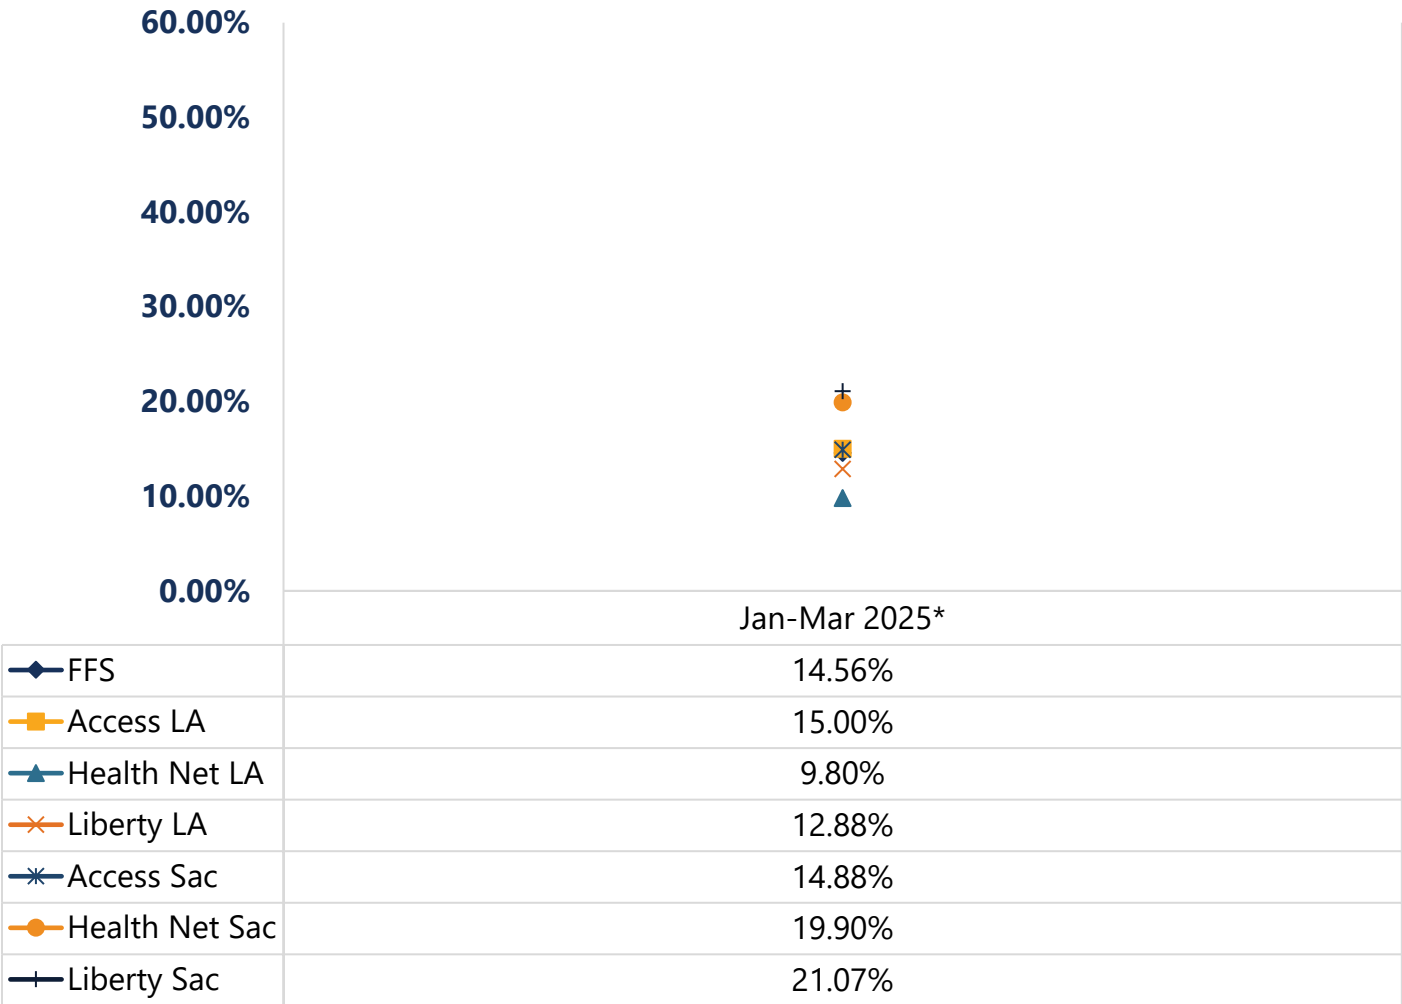 60.00%
50.00%
40.00%
30.00%
20.00%
10.00%
0.00%
Jan-Mar 2025*
FFS 14.56%
Access LA 15.00%
Health Net LA 9.80%
Liberty LA 12.88%
Access Sac 14.88%
Health Net Sac 19.90%
Liberty Sac 21.07%